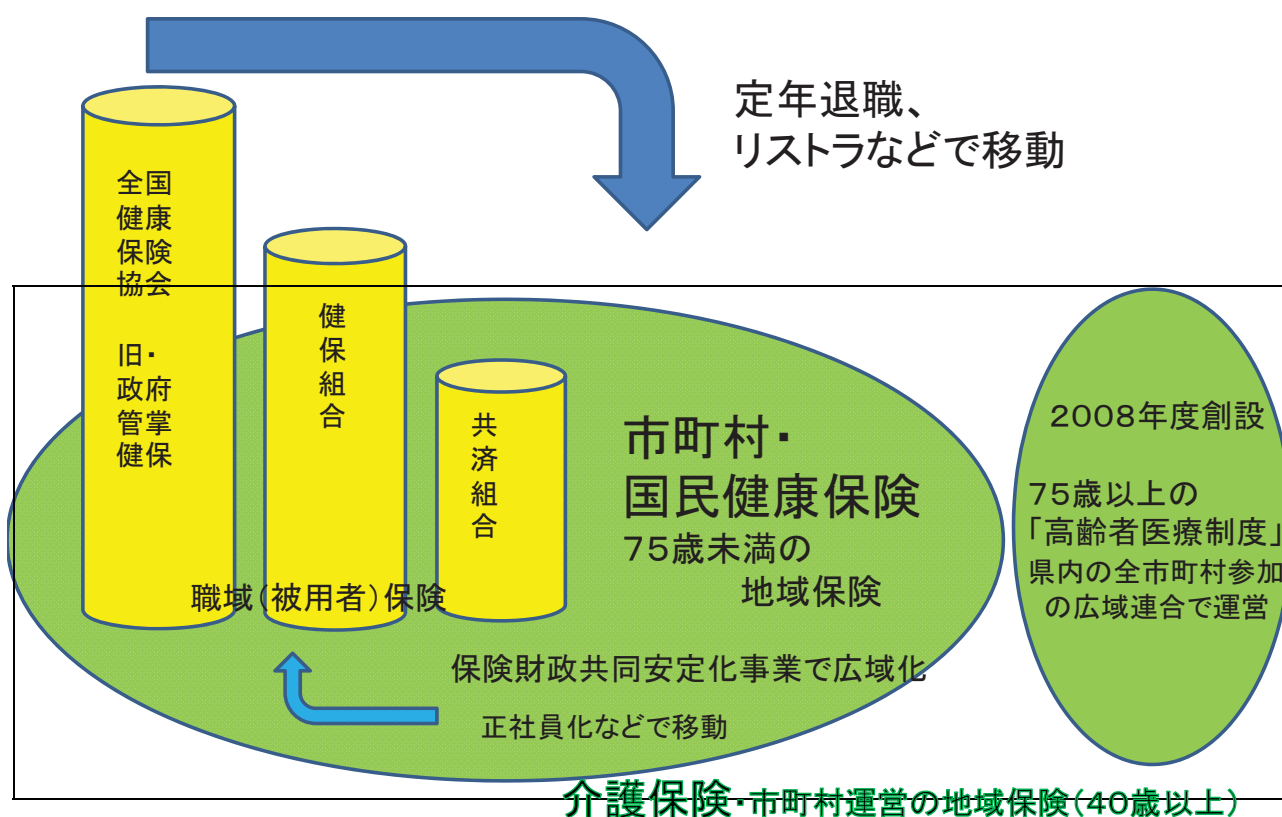 定年退職、
リストラなどで移動
全国
健康
保険
協会
旧・
政府
管掌
健保
健
保
組
合
共
済
組
合
市町村・
国民健康保険
75歳未満の
地域保険
職域(被用者)保険
保険財政共同安定化事業で広域化
正社員化などで移動
2008年度創設
75歳以上の
「高齢者医療制度」
県内の全市町村参加
の広域連合で運営
介護保険・市町村運営の地域保険(40歳以上)